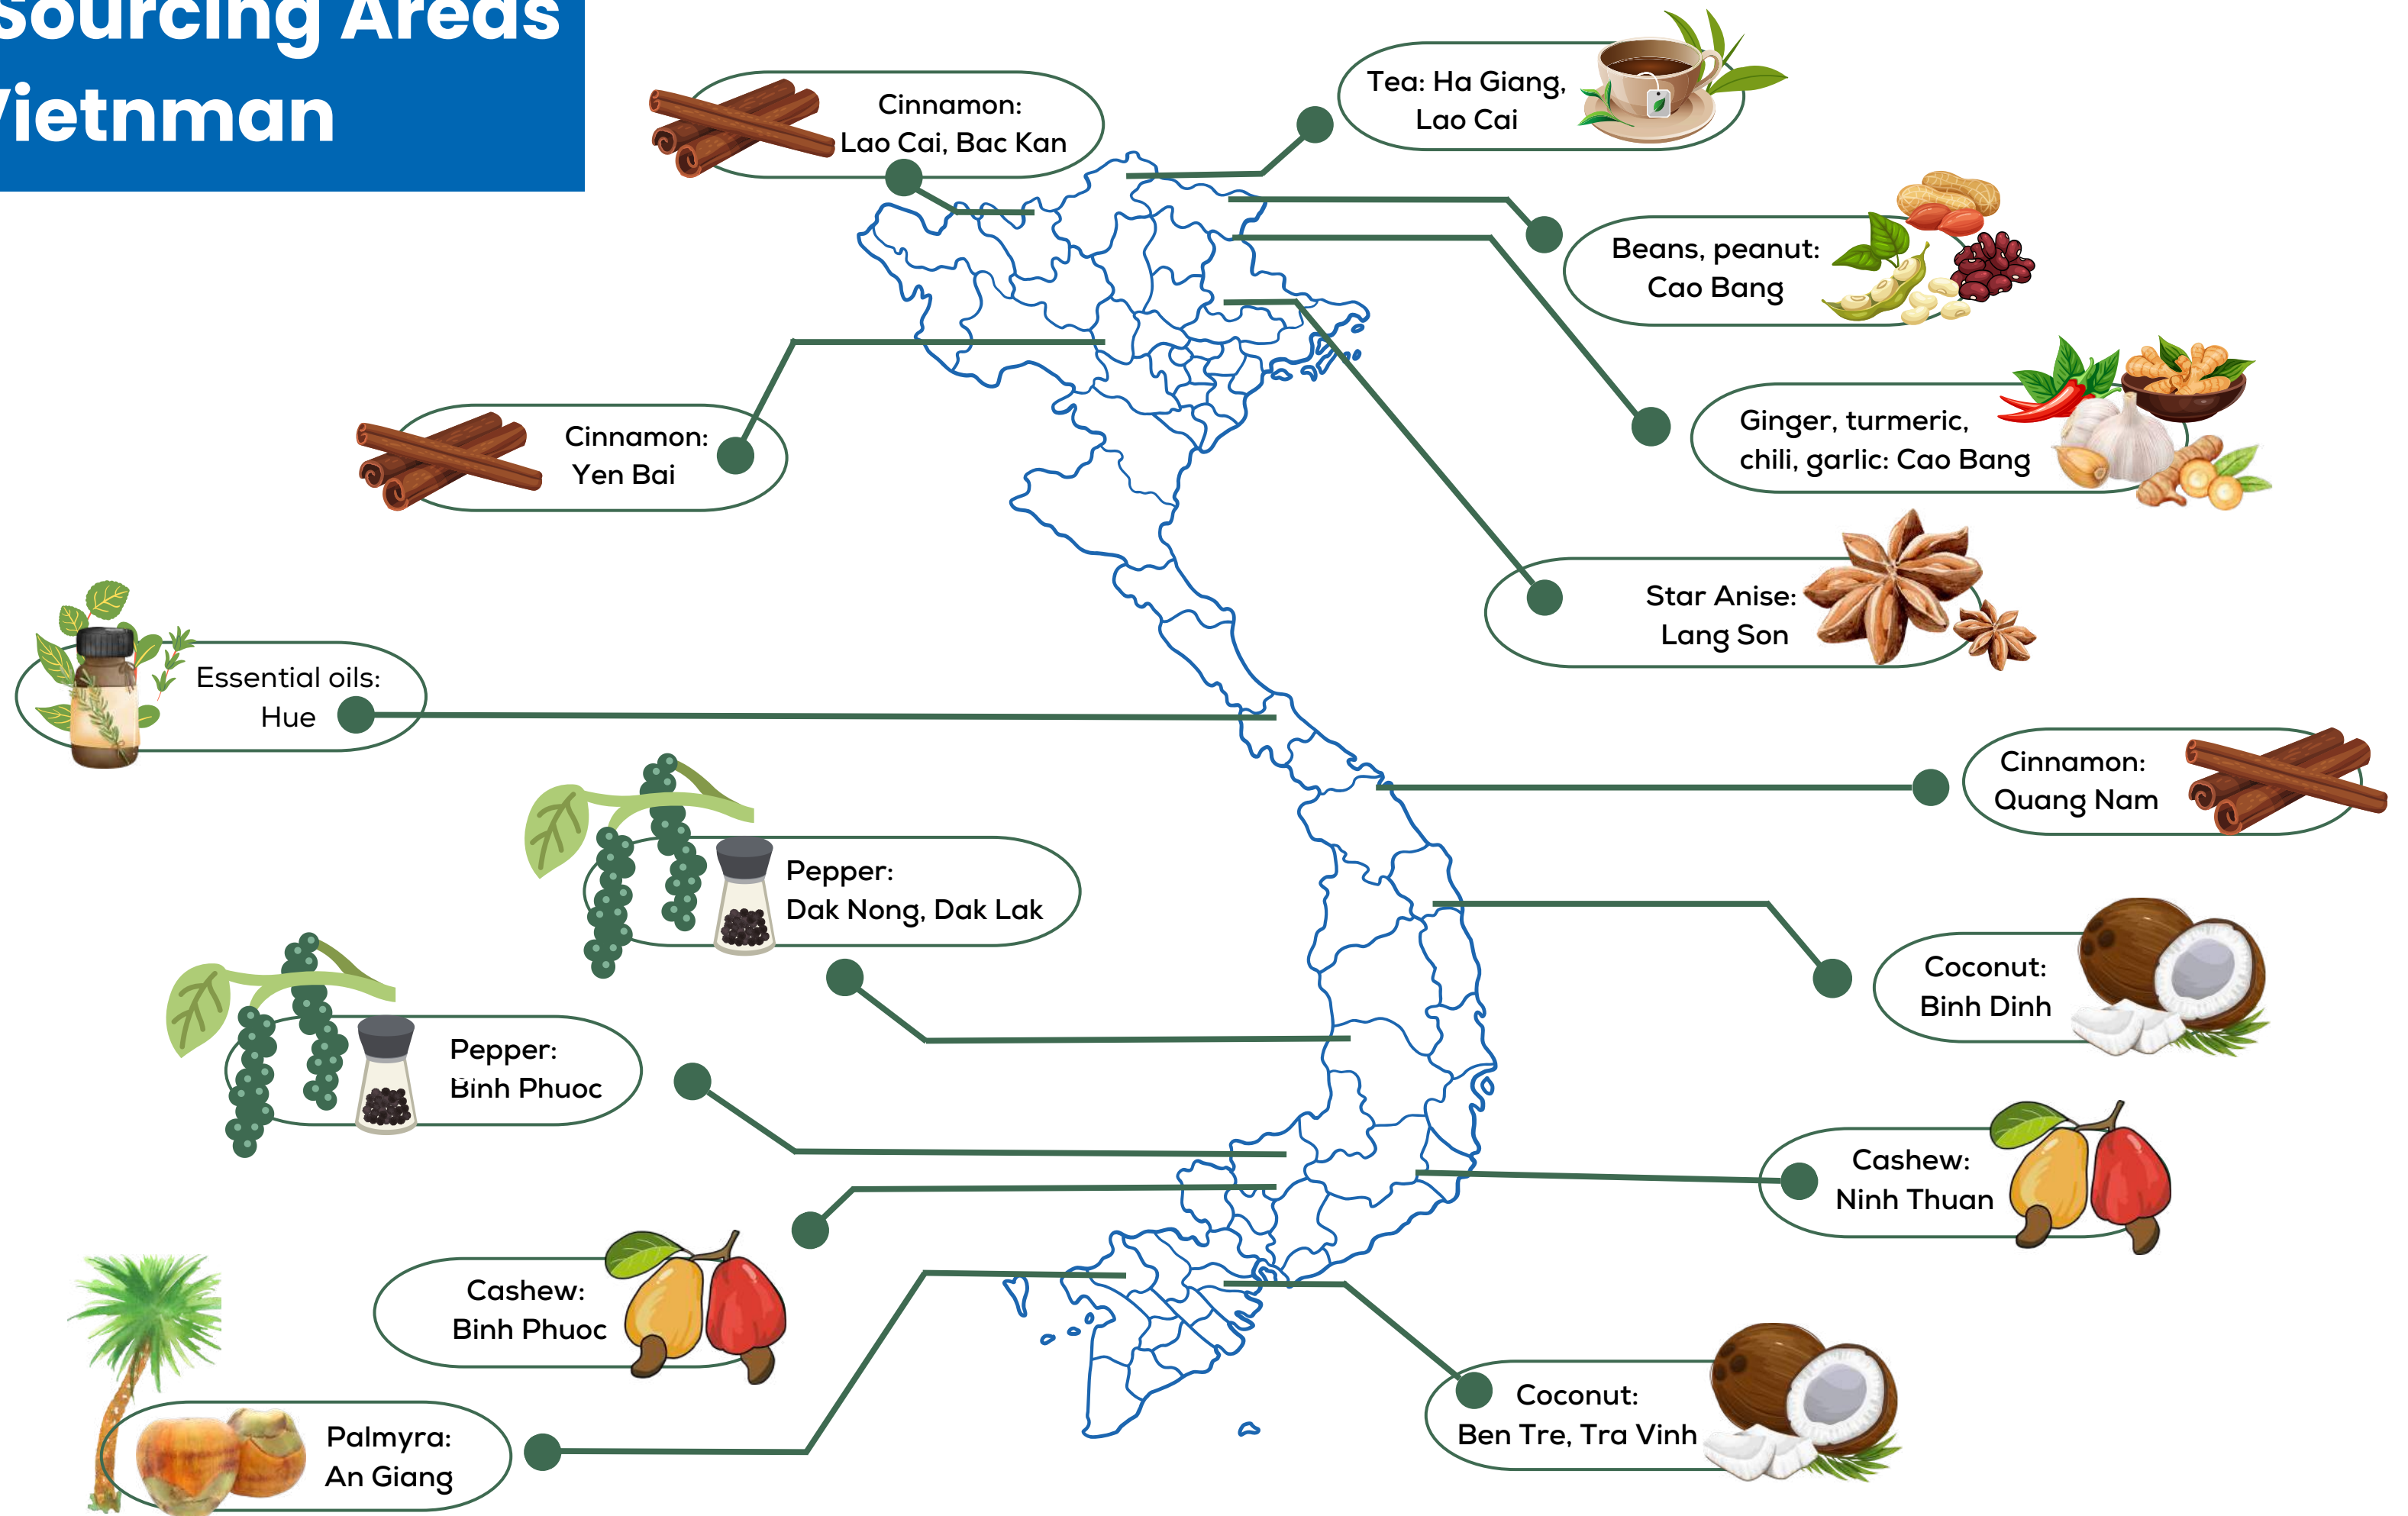 Sourcing Areas
Vietnman
Cinnamon:
Lao Cai, Bac Kan
Tea: Ha Giang,
Lao Cai
Beans, peanut:
Cao Bang
Ginger, turmeric,
chili, garlic: Cao Bang
Cinnamon:
Yen Bai
Star Anise:
Lang Son
Essential oils:
Hue
Cinnamon:
Quang Nam
Pepper:
Dak Nong, Dak Lak
Coconut:
Binh Dinh
Pepper:
Binh Phuoc
Cashew:
Ninh Thuan
Cashew:
Binh Phuoc
Coconut:
Ben Tre, Tra Vinh
Palmyra:
An Giang